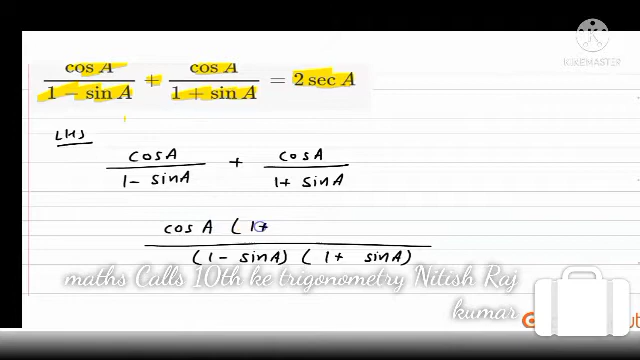 KINEMASTER
cos A / 1 − sin A + cos A / 1 + sin A = 2 sec A
LHS
cosA / 1 - sinA + cosA / 1 + sinA
cos A ( 1+
(1 - sinA) ( 1 + sinA)
maths Calls 10th ke trigonometry Nitish Raj
kumar